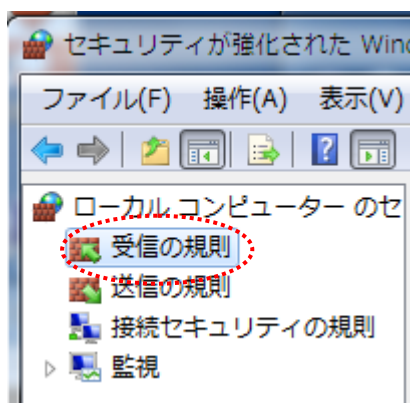 セキュリティが強化された Wind
ファイル(F) 操作(A) 表示(V)
ローカル コンピューター のセ
受信の規則
送信の規則
接続セキュリティの規則
監視